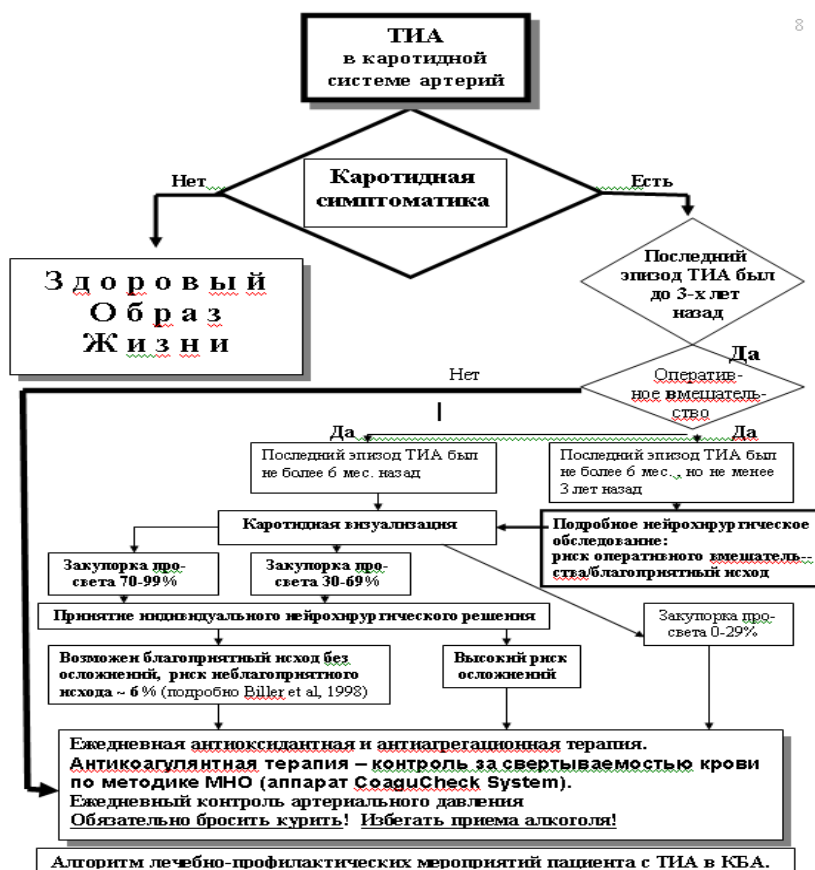 8
ТИА
в каротидной
системе артерий
Каротидная
симптоматика
Нет
Есть
Здоровый
Образ
Жизни
Последний
эпизод ТИА был
до 3-х лет
назад
Да
Нет
Оператив-
ное вмешатель-
ство
Да
Да
Последний эпизод ТИА был
не более 6 мес. назад
Последний эпизод ТИА был
не более 6 мес. , но не менее
3 лет назад
Каротидная визуализация
Подробное нейрохирургическое
обследование:
риск оперативного вмешатель--
ства/благоприятный исход
Закупорка про-
света 70-99%
Закупорка про-
света 30-69%
Принятие индивидуального нейрохирургического решения
Закупорка про-
света 0-29%
Возможен благоприятный исход без
осложнений, риск неблагоприятного
исхода ~ 6% (подробно Biller et al, 1998)
Высокий риск
осложнений
Ежедневная антиоксидантная и антиагрегационная терапия.
Антикоагулянтная терапия – контроль за свертываемостью крови
по методике МНО (аппарат CoaguCheck System).
Ежедневный контроль артериального давления
Обязательно бросить курить! Избегать приема алкоголя!
Алгоритм лечебно-профилактических мероприятий пациента с ТИА в КБА.